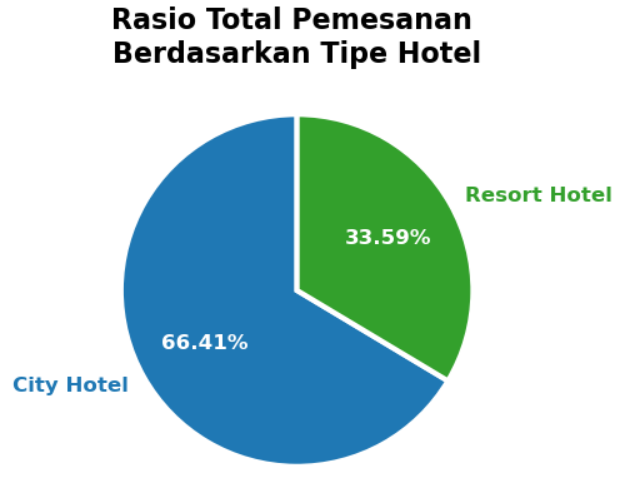 Rasio Total Pemesanan
Berdasarkan Tipe Hotel
Resort Hotel
33.59%
66.41%
City Hotel